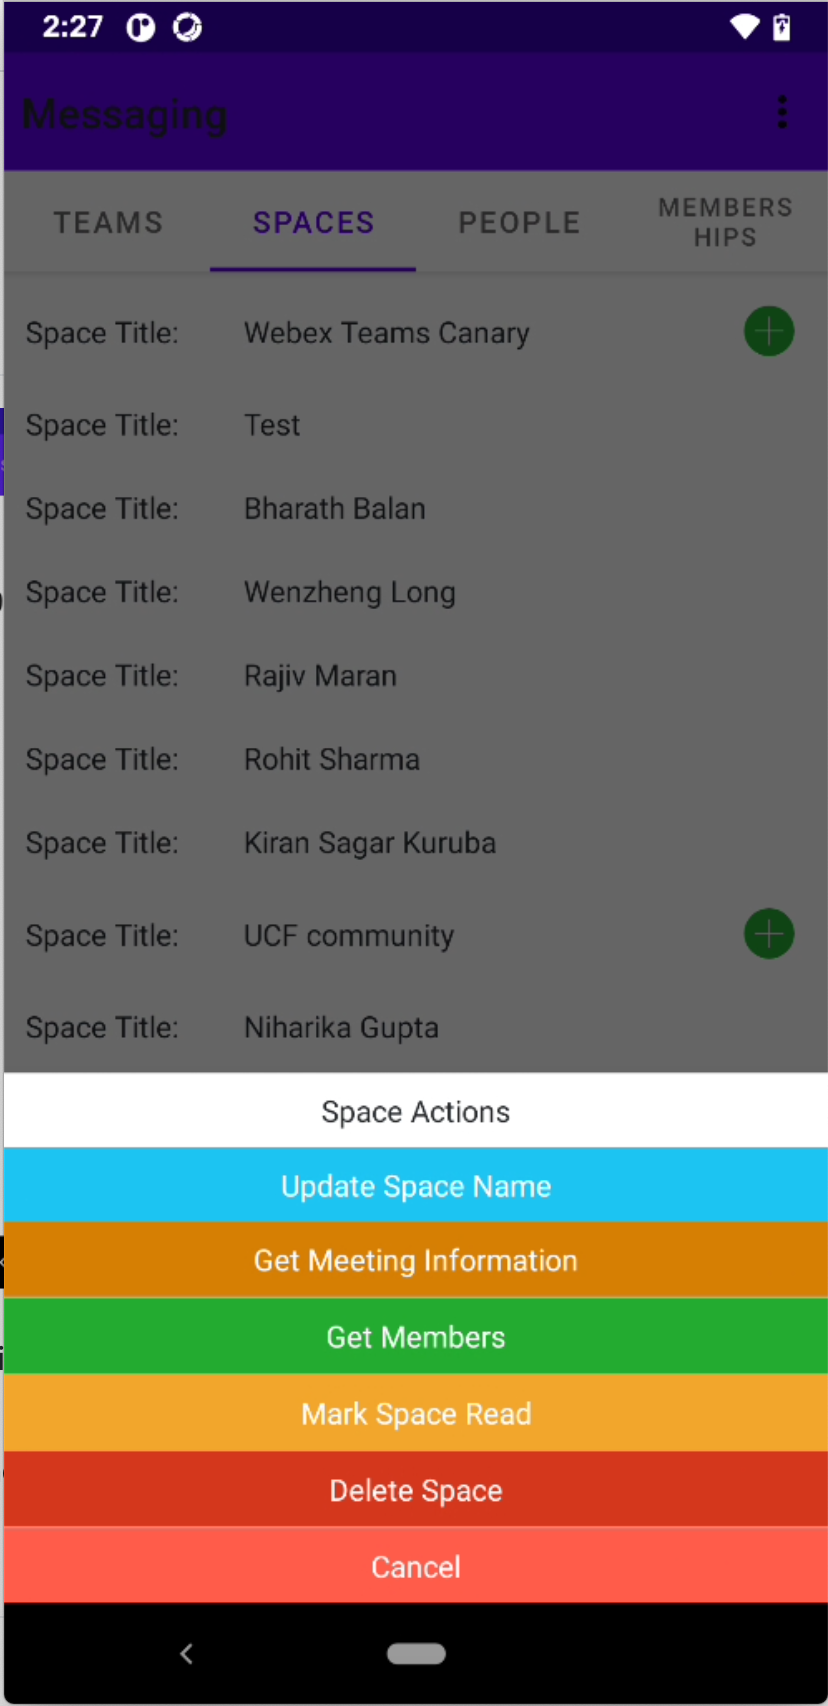 2:27
Messaging
TEAMS
SPACES
PEOPLE
MEMBERS
HIPS
Space Title: Webex Teams Canary
Space Title: Test
Space Title: Bharath Balan
Space Title: Wenzheng Long
Space Title: Rajiv Maran
Space Title: Rohit Sharma
Space Title: Kiran Sagar Kuruba
Space Title: UCF community
Space Title: Niharika Gupta
Space Actions
Update Space Name
Get Meeting Information
Get Members
Mark Space Read
Delete Space
Cancel